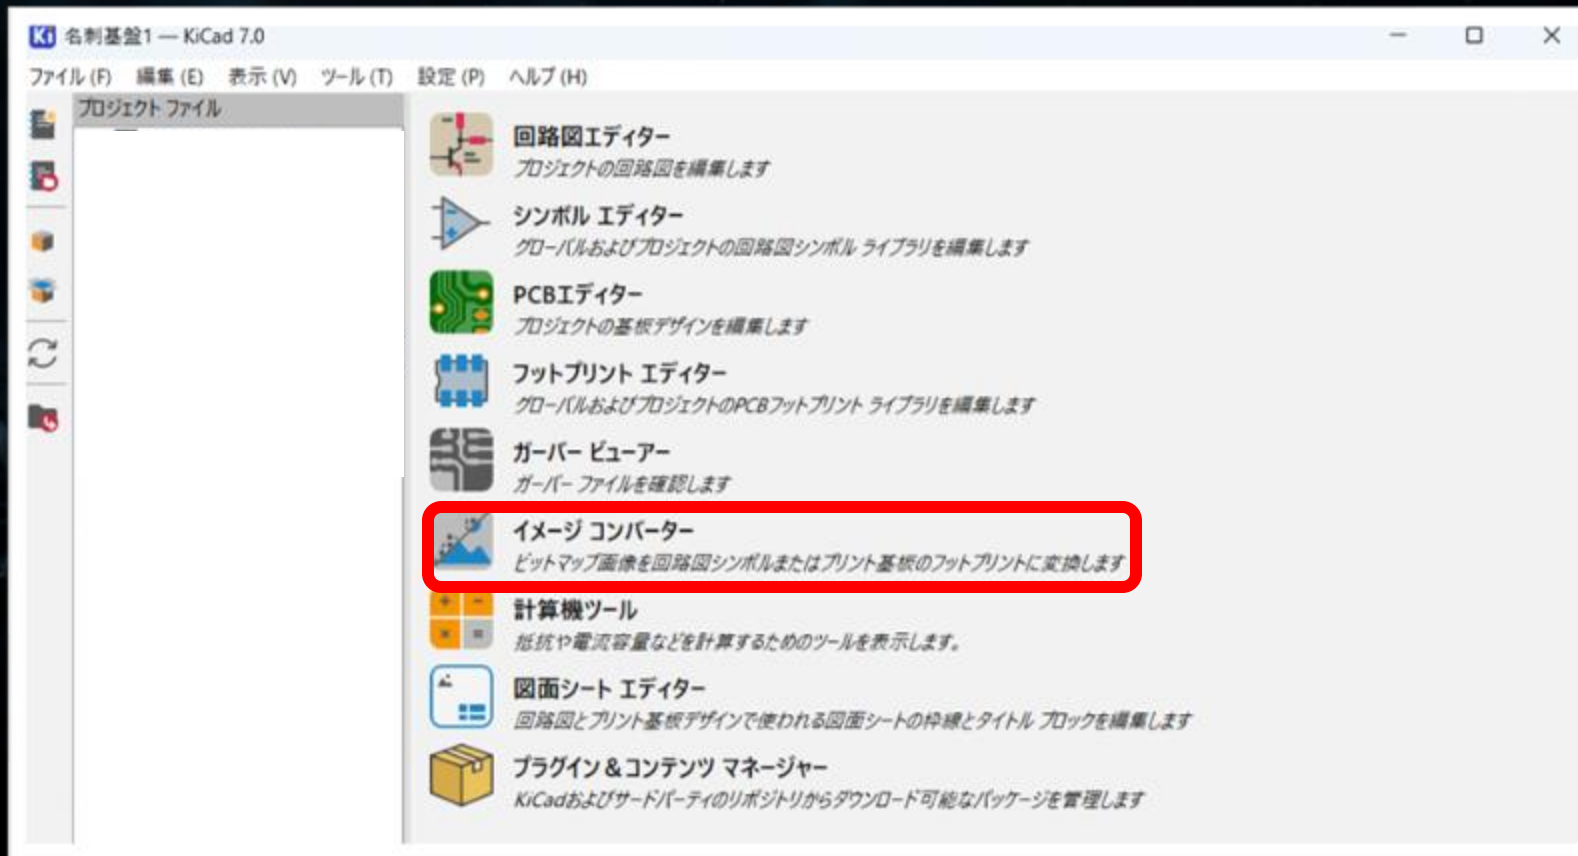 名刺基盤1 — KiCad 7.0
ファイル (F) 編集 (E) 表示 (V) ツール (T) 設定 (P) ヘルプ (H)
プロジェクト ファイル
回路図エディター
プロジェクトの回路図を編集します
シンボル エディター
グローバルおよびプロジェクトの回路図シンボル ライブラリを編集します
PCBエディター
プロジェクトの基板デザインを編集します
フットプリント エディター
グローバルおよびプロジェクトのPCBフットプリント ライブラリを編集します
ガーバー ビューアー
ガーバー ファイルを確認します
イメージ コンバーター
ビットマップ画像を回路図シンボルまたはプリント基板のフットプリントに変換します
計算機ツール
抵抗や電流容量などを計算するためのツールを表示します。
図面シート エディター
回路図とプリント基板デザインで使われる図面シートの枠線とタイトル ブロックを編集します
プラグイン＆コンテンツ マネージャー
KiCadおよびサードパーティのリポジトリからダウンロード可能なパッケージを管理します